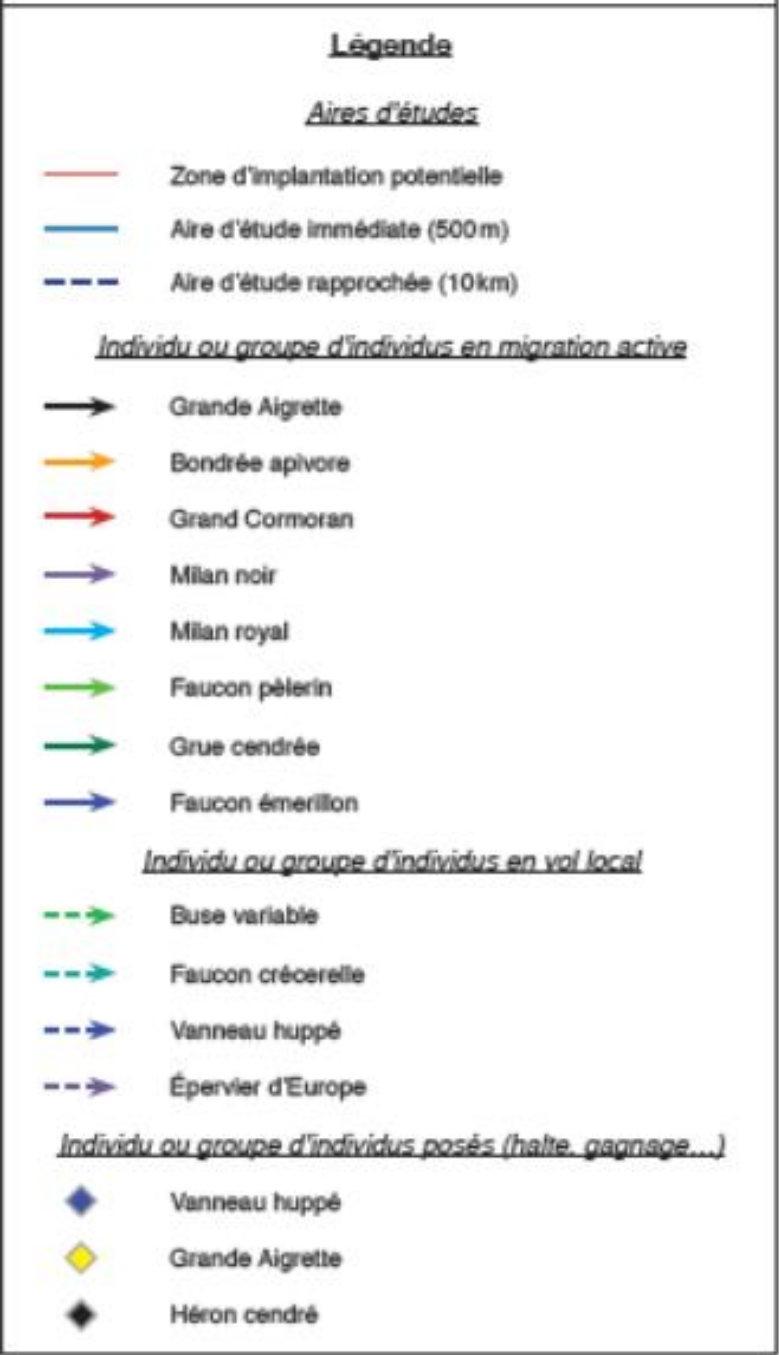 Légende
Aires d'études
Zone d'implantation potentielle
Aire d'étude immédiate (500 m)
Aire d'étude rapprochée (10 km)
Individu ou groupe d'individus en migration active
Grande Aigrette
Bondrée apivore
Grand Cormoran
Milan noir
Milan royal
Faucon pèlerin
Grue cendrée
Faucon émerillon
Individu ou groupe d'individus en vol local
Buse variable
Faucon crécerelle
Vanneau huppé
Épervier d'Europe
Individu ou groupe d'individus posés (halte, gagnage...)
Vanneau huppé
Grande Aigrette
Héron cendré